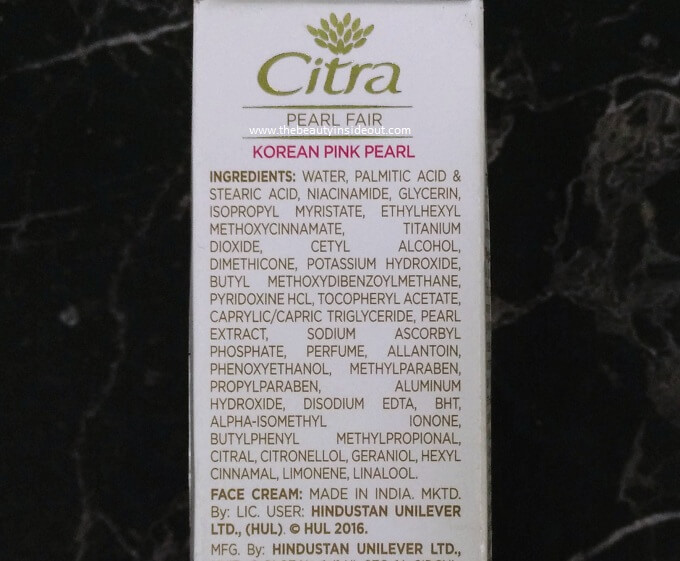 Citra
PEARL FAIR
www.thebeautyinsideout.com
KOREAN PINK PEARL
INGREDIENTS: WATER, PALMITIC ACID &
STEARIC ACID, NIACINAMIDE, GLYCERIN,
ISOPROPYL MYRISTATE, ETHYLHEXYL
METHOXYCINNAMATE, TITANIUM
DIOXIDE, CETYL ALCOHOL,
DIMETHICONE, POTASSIUM HYDROXIDE,
BUTYL METHOXYDIBENZOYLMETHANE,
PYRIDOXINE HCL, TOCOPHERYL ACETATE,
CAPRYLIC/CAPRIC TRIGLYCERIDE, PEARL
EXTRACT, SODIUM ASCORBYL
PHOSPHATE, PERFUME, ALLANTOIN,
PHENOXYETHANOL, METHYLPARABEN,
PROPYLPARABEN, ALUMINUM
HYDROXIDE, DISODIUM EDTA, BHT,
ALPHA-ISOMETHYL IONONE,
BUTYLPHENYL METHYLPROPIONAL,
CITRAL, CITRONELLOL, GERANIOL, HEXYL
CINNAMAL, LIMONENE, LINALOOL.
FACE CREAM: MADE IN INDIA. MKTD.
By: LIC. USER: HINDUSTAN UNILEVER
LTD., (HUL). © HUL 2016.
MFG. By: HINDUSTAN UNILEVER LTD.,